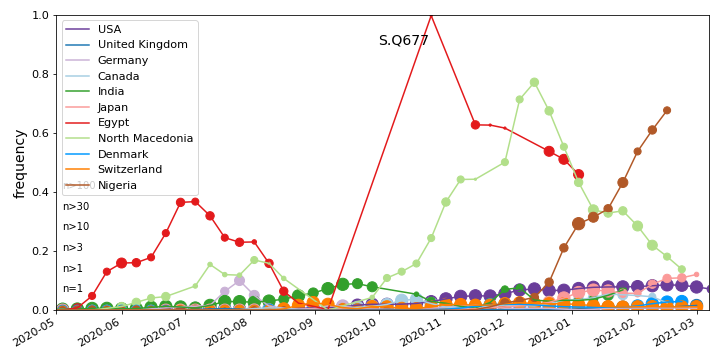 S.Q677
USA
United Kingdom
Germany
Canada
India
Japan
Egypt
North Macedonia
Denmark
Switzerland
Nigeria
n>100
n>30
n>10
n>3
n>1
n=1
frequency
1.0
0.8
0.6
0.4
0.2
0.0
2020-05
2020-06
2020-07
2020-08
2020-09
2020-10
2020-11
2020-12
2021-01
2021-02
2021-03